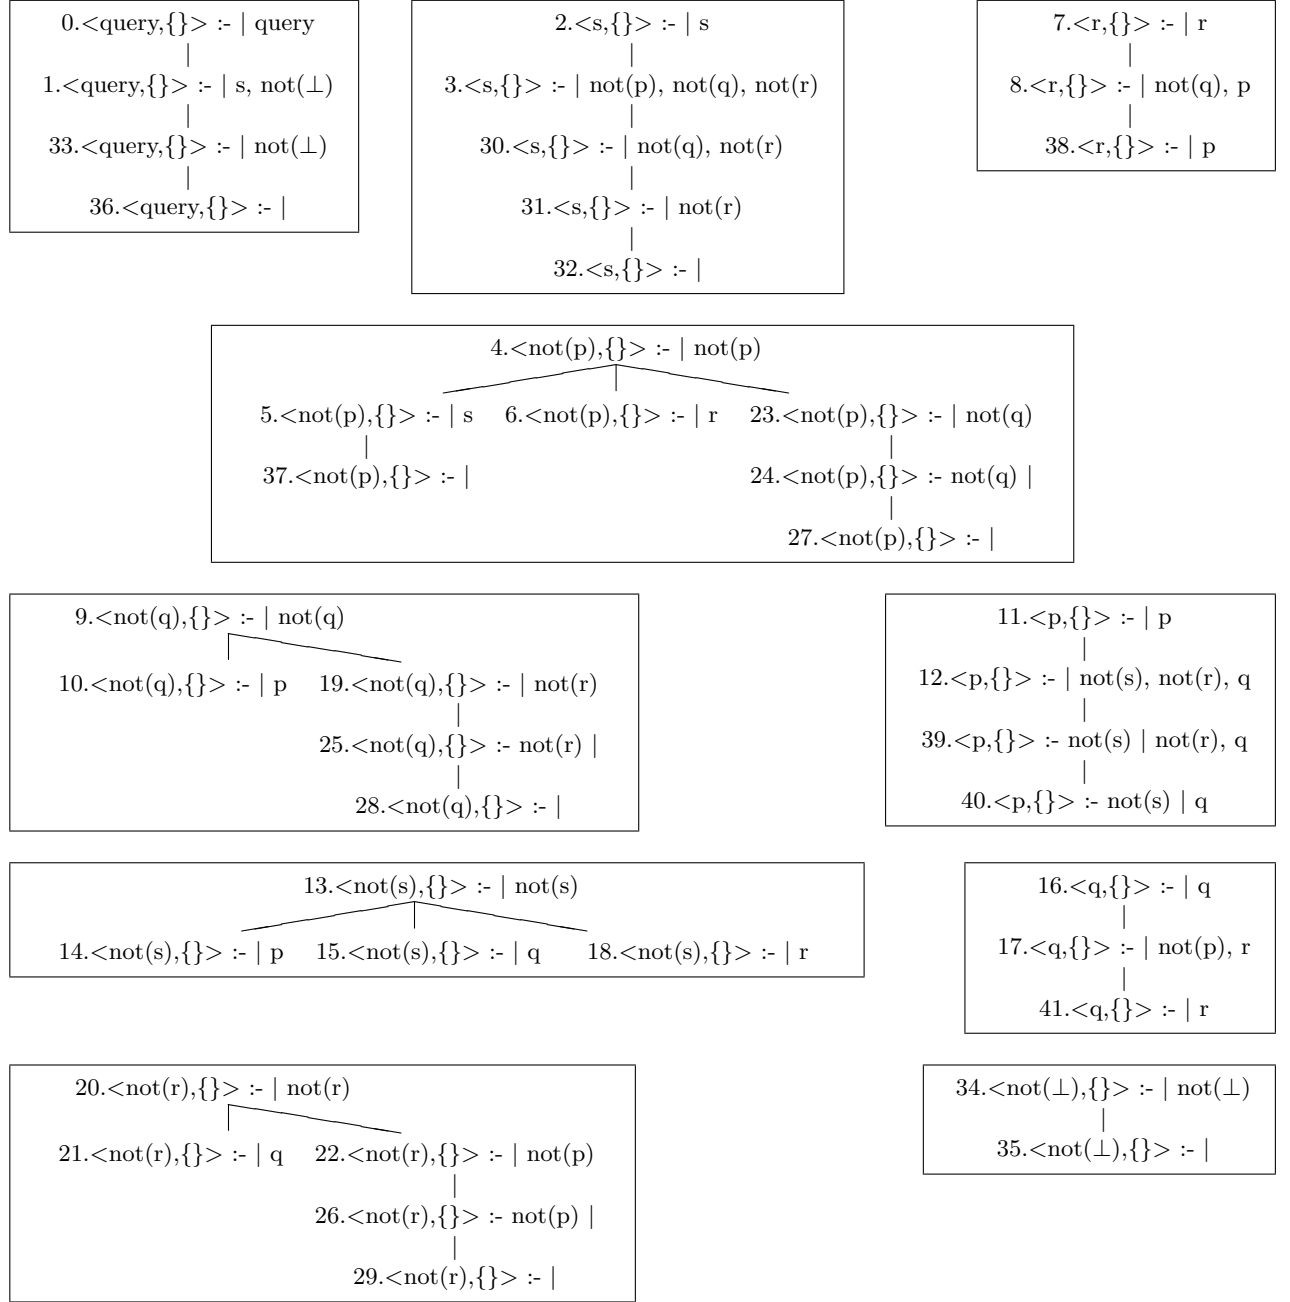 0.<query,{}> :- | query
1.<query,{}> :- | s, not(⊥)
33.<query,{}> :- | not(⊥)
36.<query,{}> :- |
2.<s,{}> :- | s
3.<s,{}> :- | not(p), not(q), not(r)
30.<s,{}> :- | not(q), not(r)
31.<s,{}> :- | not(r)
32.<s,{}> :- |
7.<r,{}> :- | r
8.<r,{}> :- | not(q), p
38.<r,{}> :- | p
4.<not(p),{}> :- | not(p)
5.<not(p),{}> :- | s 6.<not(p),{}> :- | r 23.<not(p),{}> :- | not(q)
37.<not(p),{}> :- | 24.<not(p),{}> :- not(q) |
27.<not(p),{}> :- |
9.<not(q),{}> :- | not(q)
10.<not(q),{}> :- | p 19.<not(q),{}> :- | not(r)
25.<not(q),{}> :- not(r) |
28.<not(q),{}> :- |
11.<p,{}> :- | p
12.<p,{}> :- | not(s), not(r), q
39.<p,{}> :- not(s) | not(r), q
40.<p,{}> :- not(s) | q
13.<not(s),{}> :- | not(s)
14.<not(s),{}> :- | p 15.<not(s),{}> :- | q 18.<not(s),{}> :- | r
16.<q,{}> :- | q
17.<q,{}> :- | not(p), r
41.<q,{}> :- | r
20.<not(r),{}> :- | not(r)
21.<not(r),{}> :- | q 22.<not(r),{}> :- | not(p)
26.<not(r),{}> :- not(p) |
29.<not(r),{}> :- |
34.<not(⊥),{}> :- | not(⊥)
35.<not(⊥),{}> :- |